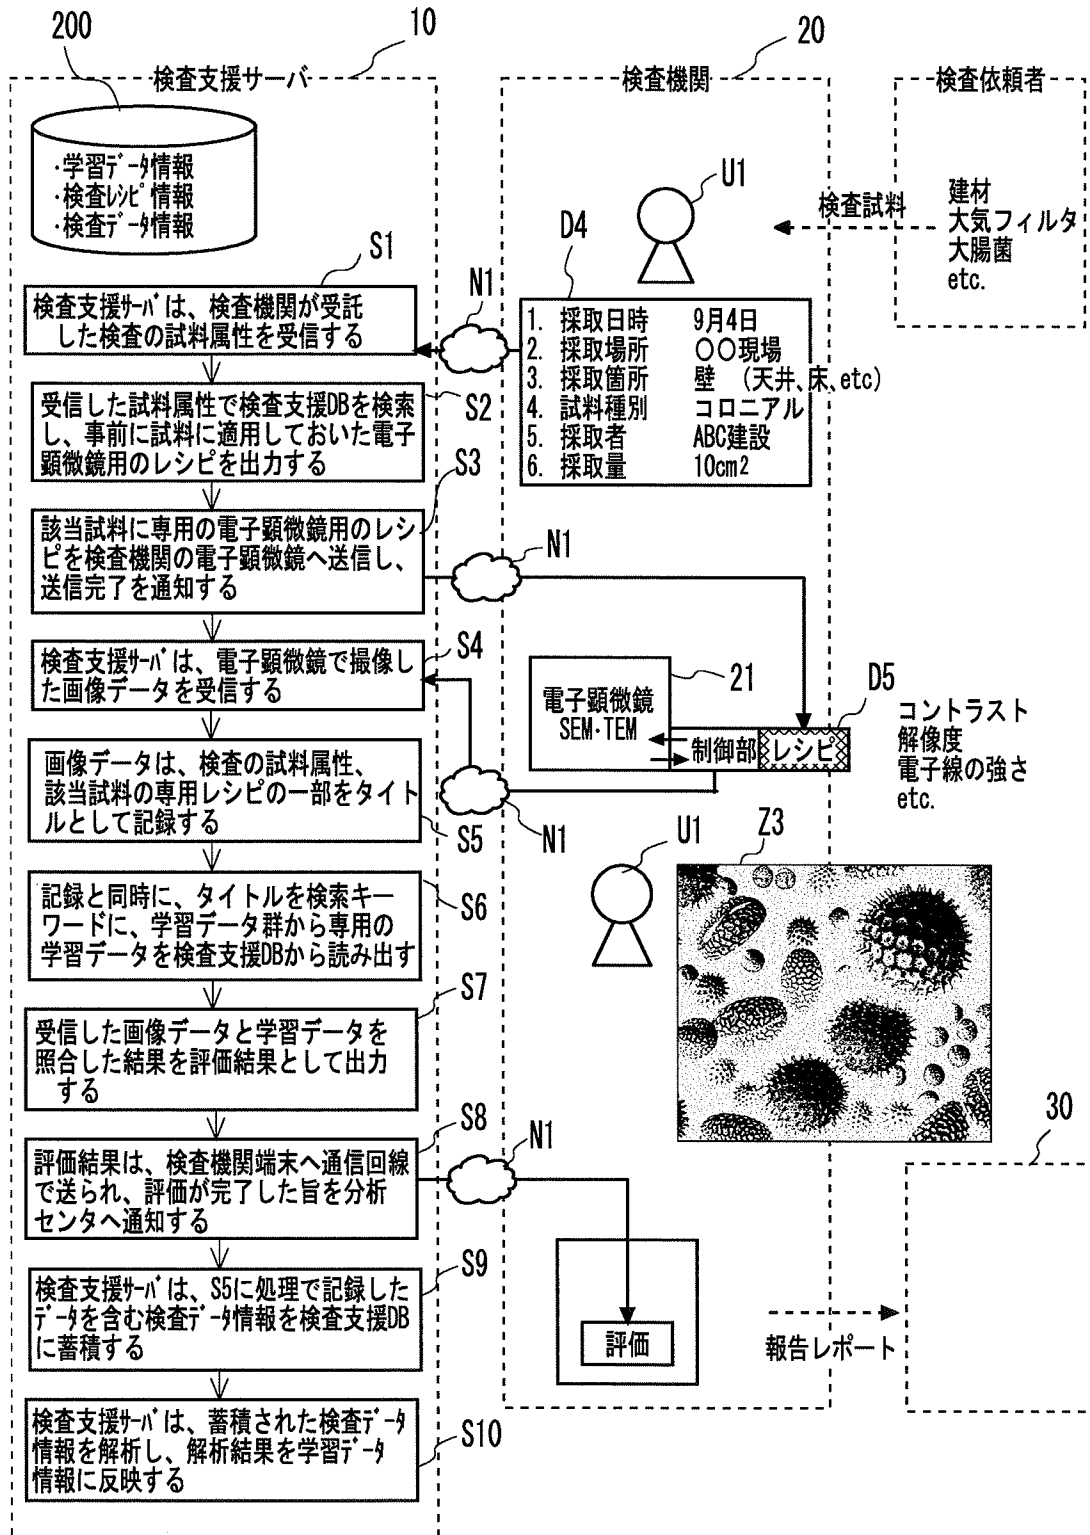 200
10
20
検査支援サーバ
検査機関
検査依頼者
・学習データ情報
・検査レシピ情報
・検査データ情報
U1
検査試料
建材
大気フィルタ
大腸菌
etc.
S1
N1
D4
検査支援サーバは、検査機関が受託
した検査の試料属性を受信する
1. 採取日時 9月4日
2. 採取場所 〇〇現場
3. 採取箇所 壁 (天井、床、etc)
4. 試料種別 コロニアル
5. 採取者 ABC建設
6. 採取量 10cm2
S2
受信した試料属性で検査支援DBを検索
し、事前に試料に適用しておいた電子
顕微鏡用のレシピを出力する
S3
該当試料に専用の電子顕微鏡用のレシ
ピを検査機関の電子顕微鏡へ送信し、
送信完了を通知する
N1
S4
検査支援サーバは、電子顕微鏡で撮像し
た画像データを受信する
21
電子顕微鏡
SEM・TEM
制御部
レシピ
D5
コントラスト
解像度
電子線の強さ
etc.
画像データは、検査の試料属性、
該当試料の専用レシピの一部をタイト
ルとして記録する
S5
N1
U1
Z3
記録と同時に、タイトルを検索キー
ワードに、学習データ群から専用の
学習データを検査支援DBから読み出す
S6
S7
受信した画像データと学習データを
照合した結果を評価結果として出力
する
S8
N1
30
評価結果は、検査機関端末へ通信回線
で送られ、評価が完了した旨を分析
センタへ通知する
S9
検査支援サーバは、S5に処理で記録した
データを含む検査データ情報を検査支援DB
に蓄積する
評価
報告レポート
検査支援サーバは、蓄積された検査データ
情報を解析し、解析結果を学習データ
情報に反映する
S10